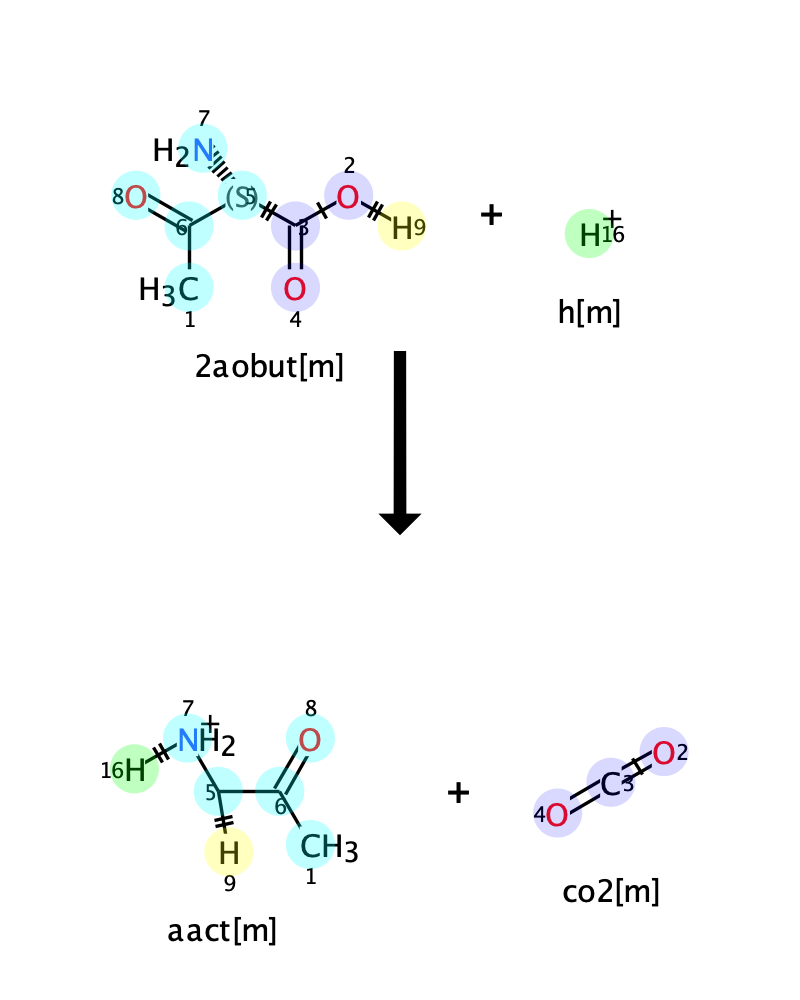 7
H2N
2
8O (S)5 O
6 3 H9 + H+16
H3C O
1 4 h[m]
2aobut[m]
7 8
N+H2 O
16H O2
5 6 + C3
4O
H CH3
9 1 co2[m]
aact[m]